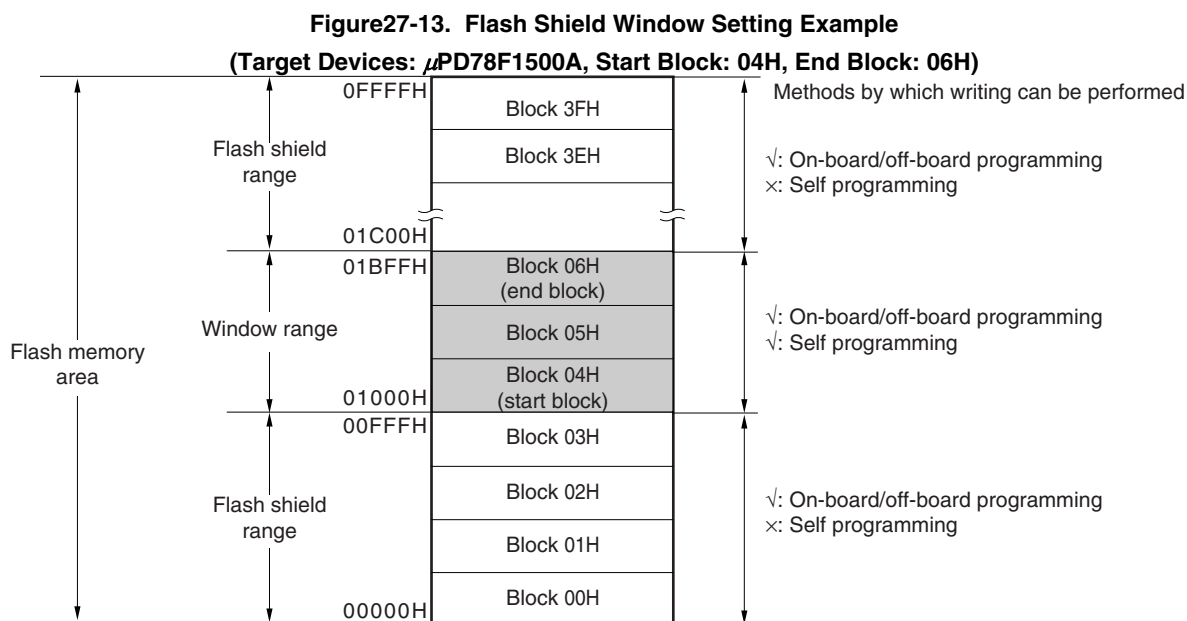 Figure27-13. Flash Shield Window Setting Example
(Target Devices: μPD78F1500A, Start Block: 04H, End Block: 06H)
0FFFFH
Block 3FH
Methods by which writing can be performed
Flash shield
range
Block 3EH
√: On-board/off-board programming
×: Self programming
01C00H
01BFFH
Block 06H
(end block)
Window range
Block 05H
√: On-board/off-board programming
√: Self programming
Flash memory
area
Block 04H
(start block)
01000H
00FFFH
Block 03H
Flash shield
range
Block 02H
√: On-board/off-board programming
×: Self programming
Block 01H
Block 00H
00000H